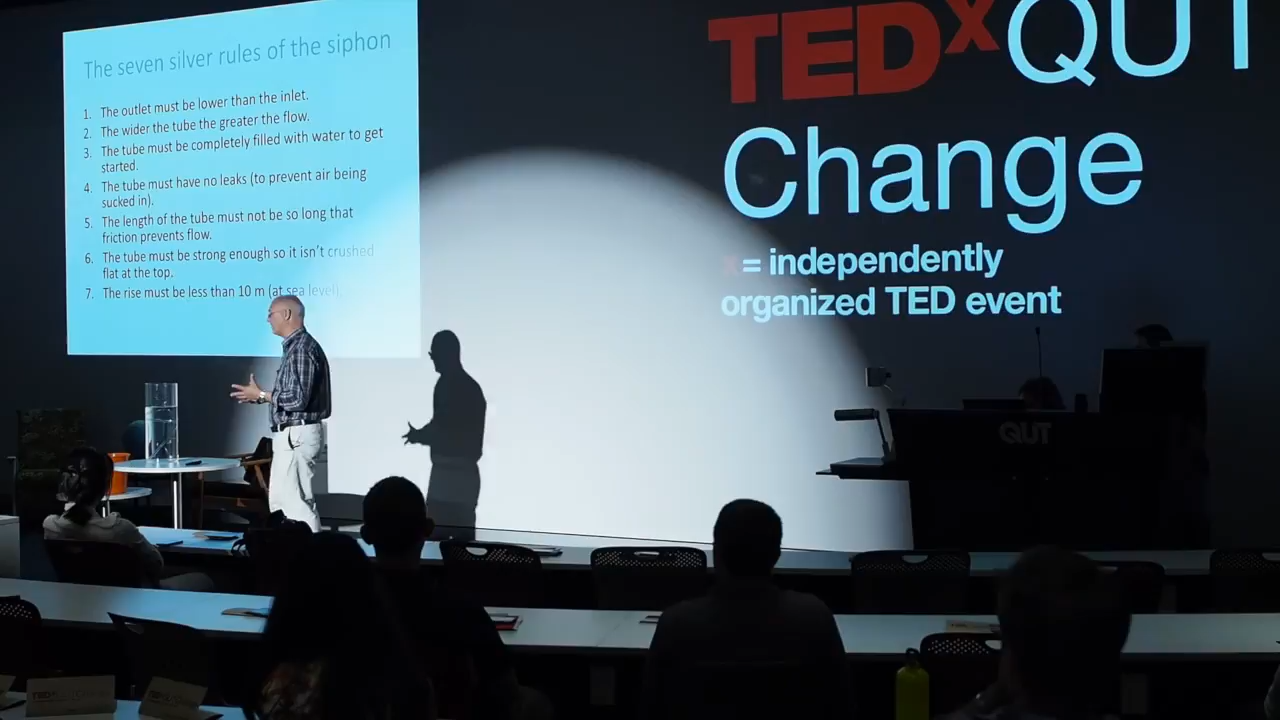 The seven silver rules of the siphon
1. The outlet must be lower than the inlet.
2. The wider the tube the greater the flow.
3. The tube must be completely filled with water to get
started.
4. The tube must have no leaks (to prevent air being
sucked in).
5. The length of the tube must not be so long that
friction prevents flow.
6. The tube must be strong enough so it isn't crushed
flat at the top.
7. The rise must be less than 10 m (at sea level).
TEDxQUT
Change
x = independently
organized TED event
QUT
TEDx